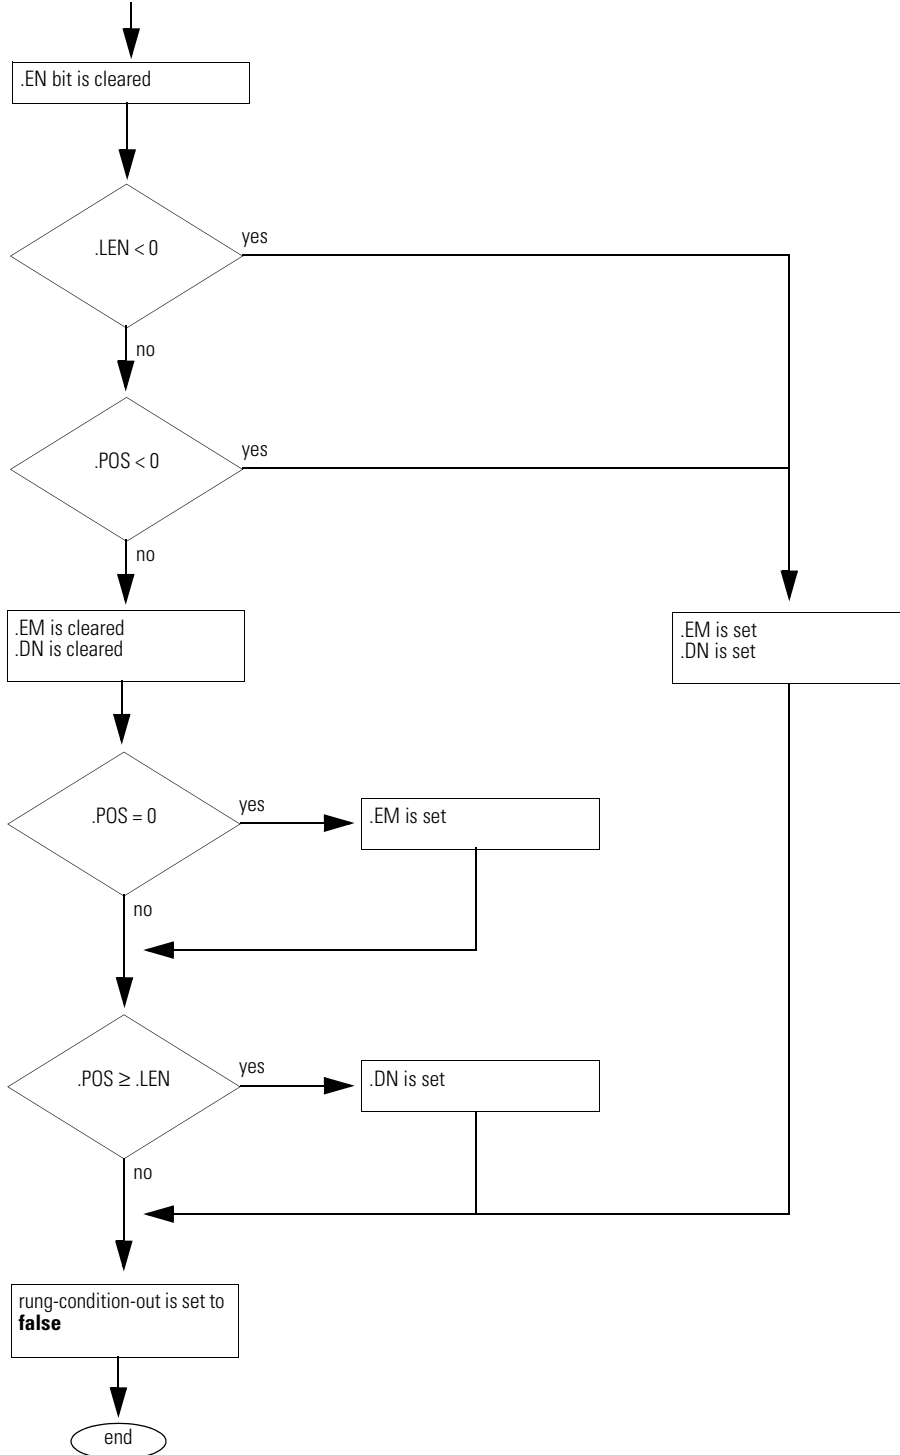 .EN bit is cleared
.LEN < 0
yes
no
.POS < 0
yes
no
.EM is cleared
.DN is cleared
.EM is set
.DN is set
.POS = 0
yes
.EM is set
no
.POS ≥ .LEN
yes
.DN is set
no
rung-condition-out is set to
false
end